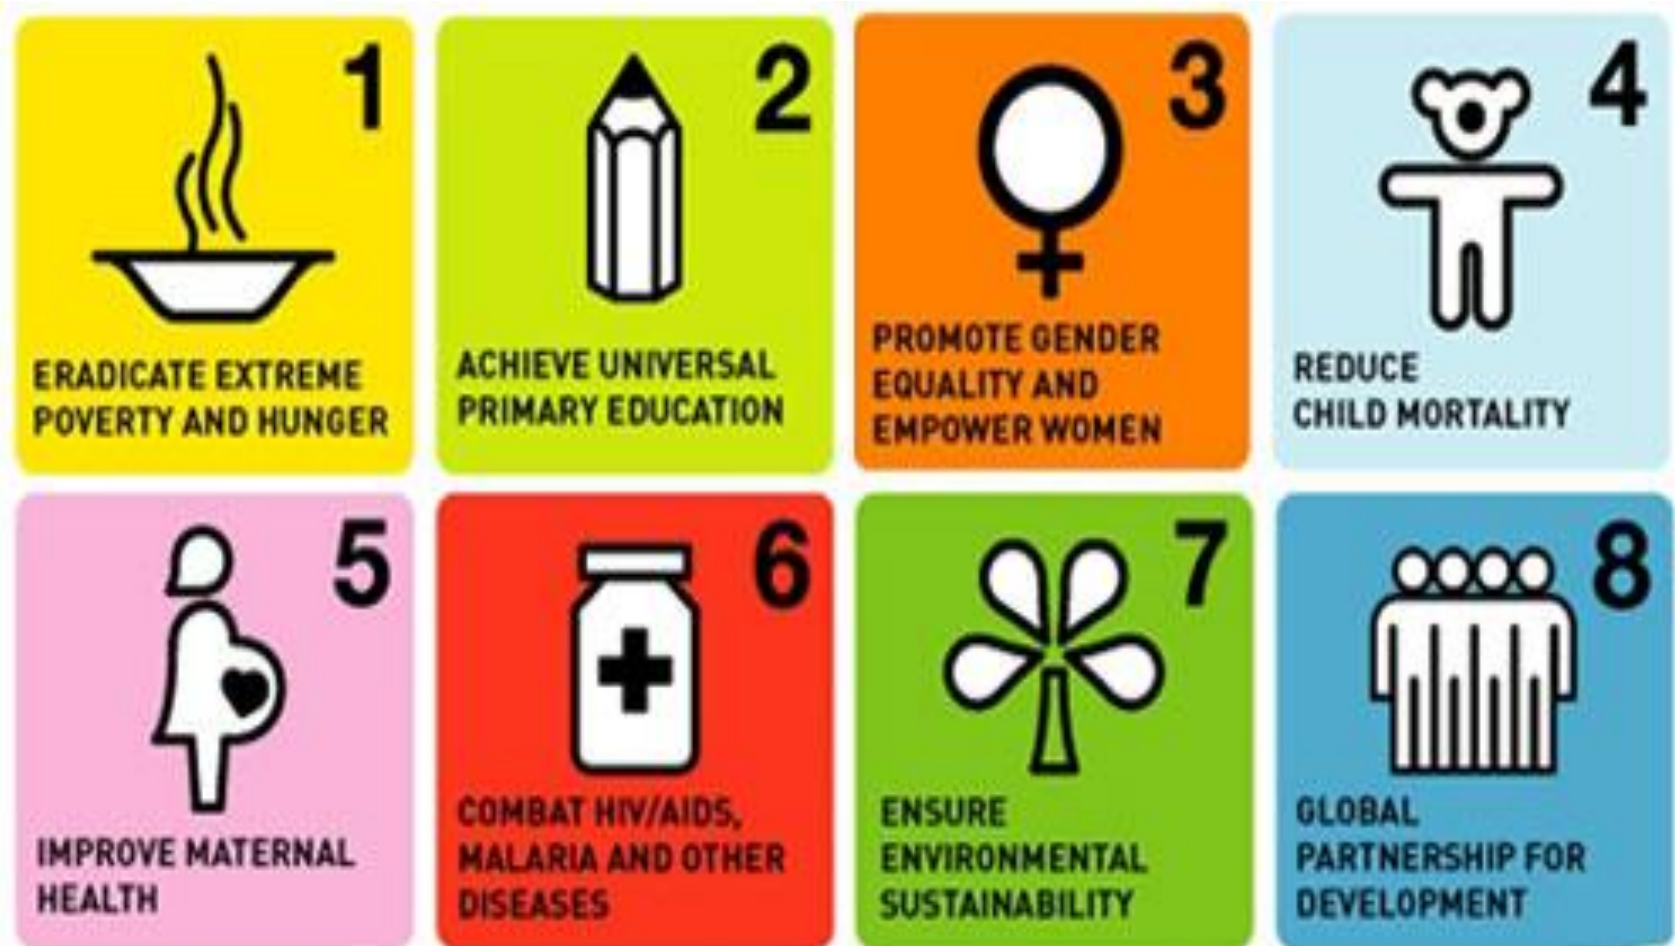 1
ERADICATE EXTREME
POVERTY AND HUNGER
2
ACHIEVE UNIVERSAL
PRIMARY EDUCATION
3
PROMOTE GENDER
EQUALITY AND
EMPOWER WOMEN
4
REDUCE
CHILD MORTALITY
5
IMPROVE MATERNAL
HEALTH
6
COMBAT HIV/AIDS,
MALARIA AND OTHER
DISEASES
7
ENSURE
ENVIRONMENTAL
SUSTAINABILITY
8
GLOBAL
PARTNERSHIP FOR
DEVELOPMENT